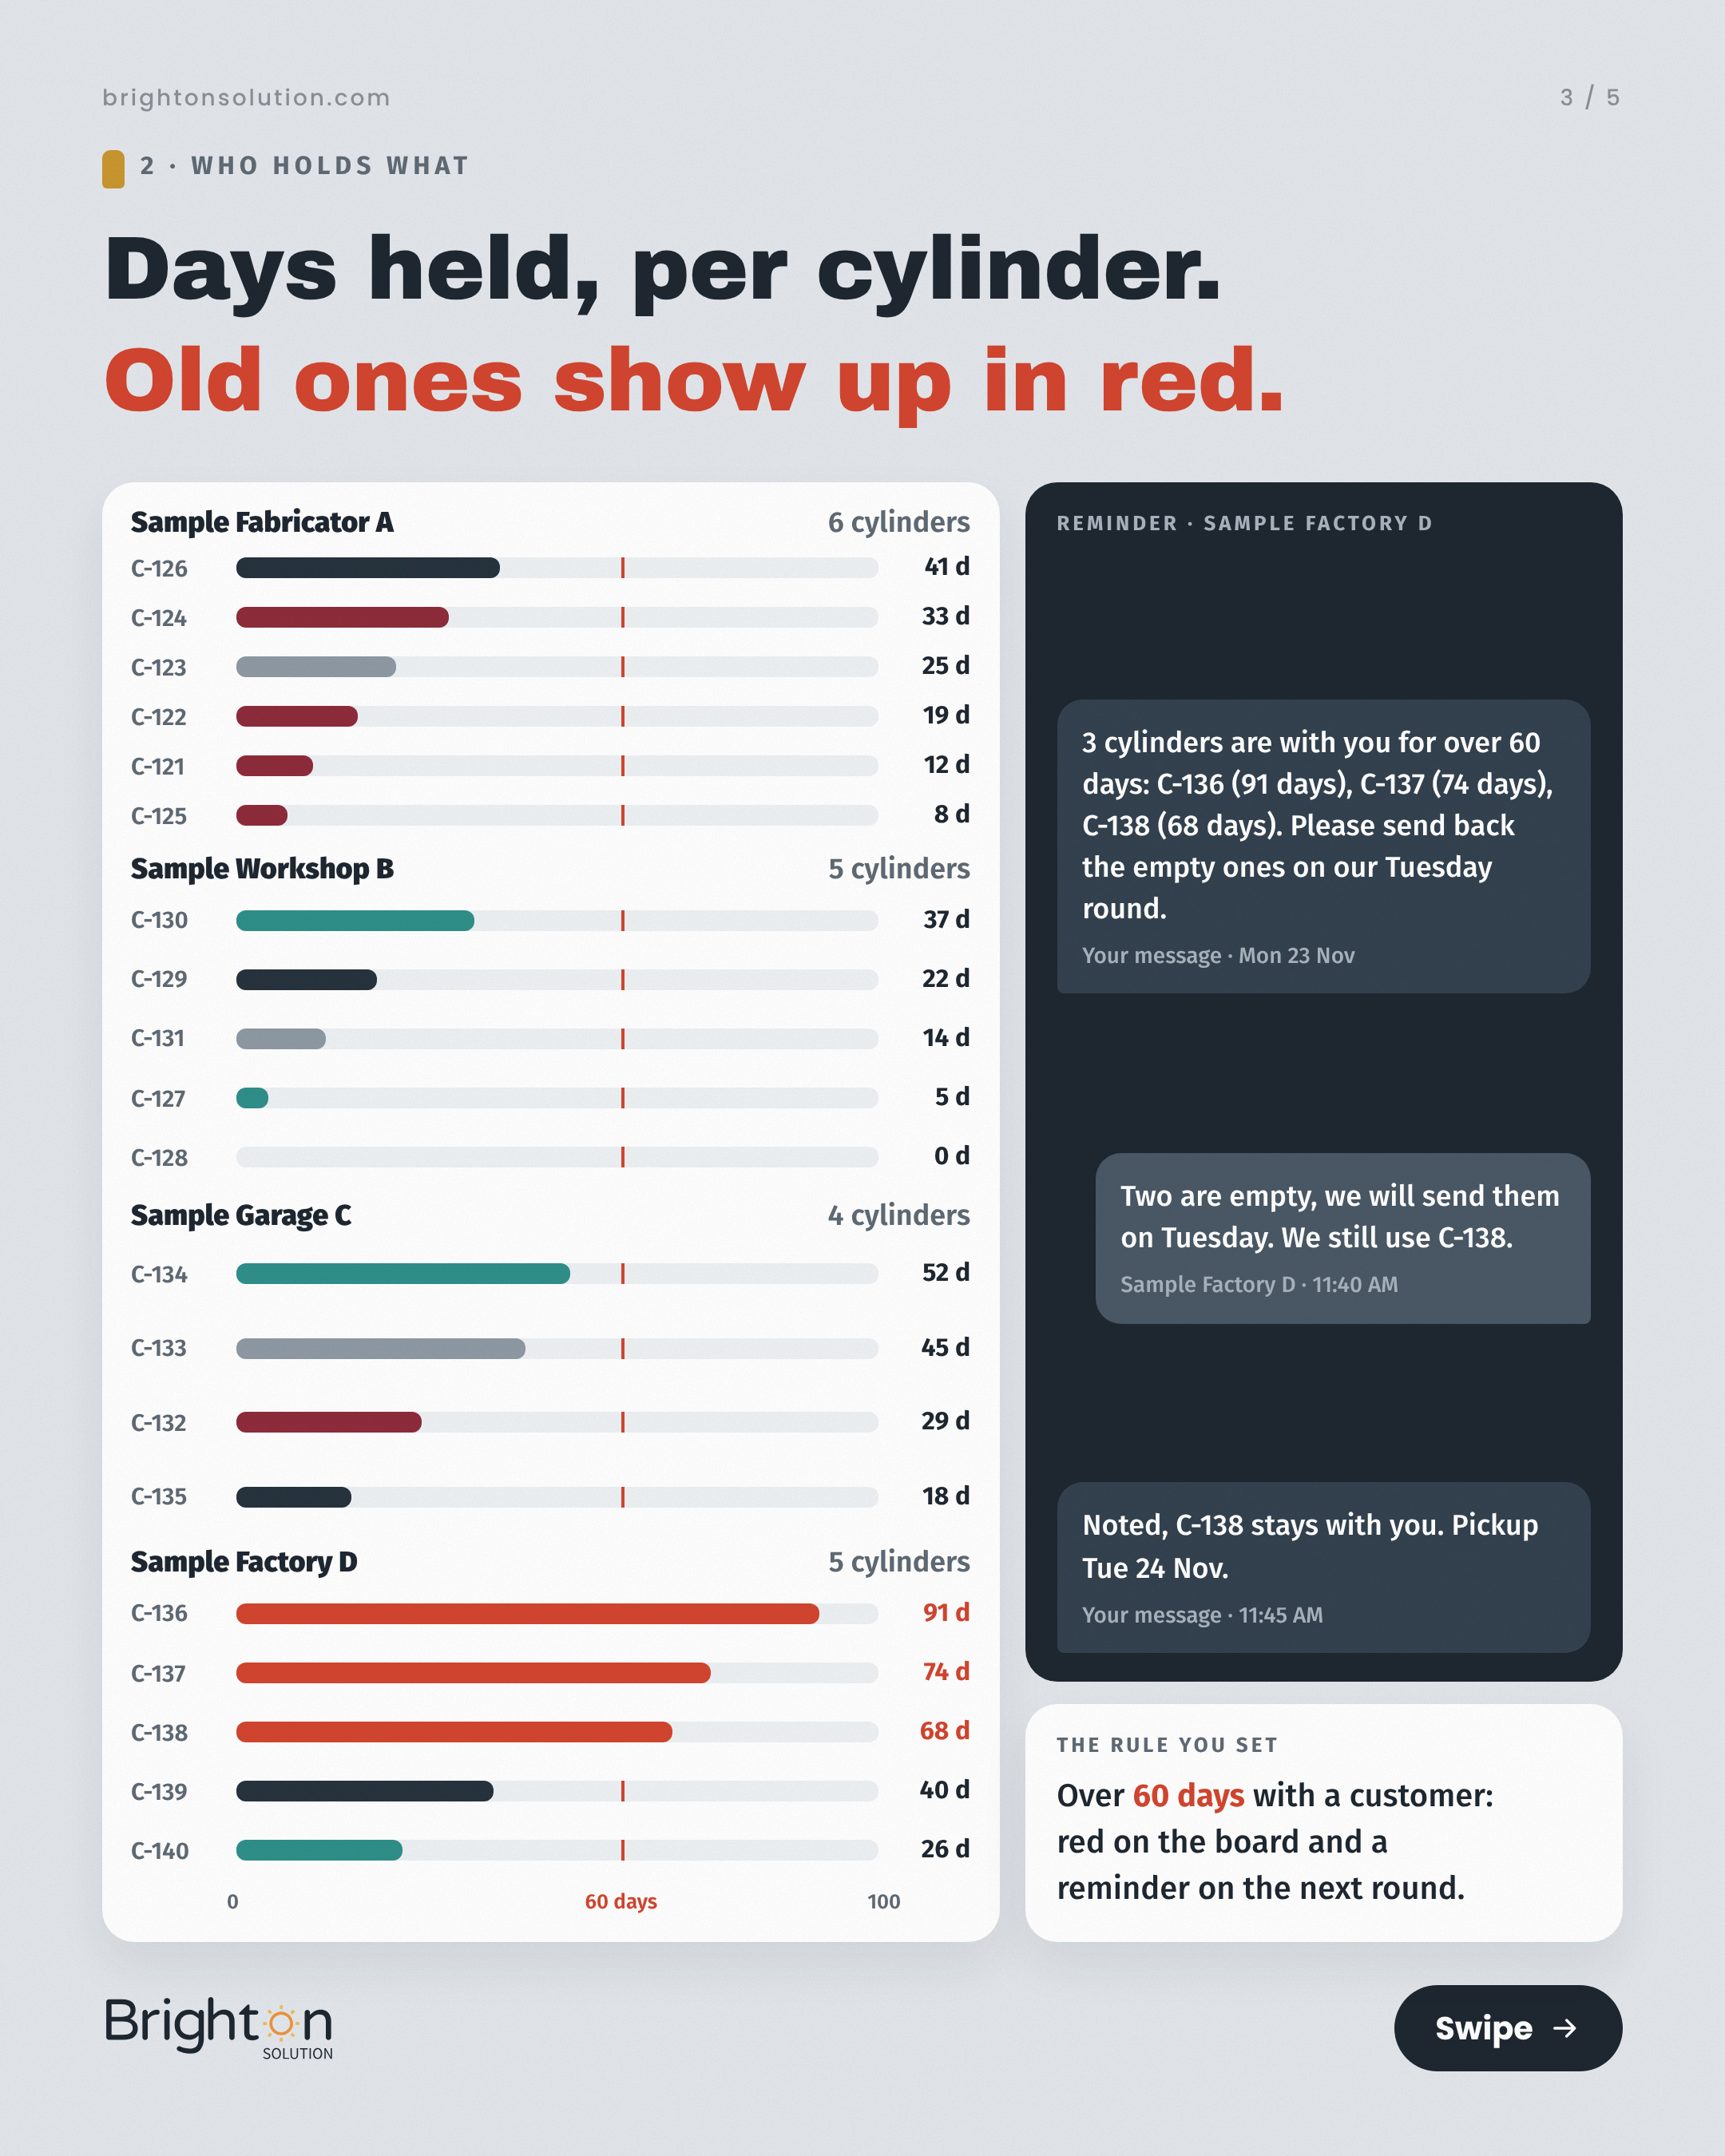 brightonsolution.com
3 / 5
2 · WHO HOLDS WHAT
Days held, per cylinder.
Old ones show up in red.
Sample Fabricator A 6 cylinders
C-126 41 d
C-124 33 d
C-123 25 d
C-122 19 d
C-121 12 d
C-125 8 d
Sample Workshop B 5 cylinders
C-130 37 d
C-129 22 d
C-131 14 d
C-127 5 d
C-128 0 d
Sample Garage C 4 cylinders
C-134 52 d
C-133 45 d
C-132 29 d
C-135 18 d
Sample Factory D 5 cylinders
C-136 91 d
C-137 74 d
C-138 68 d
C-139 40 d
C-140 26 d
0 60 days 100
REMINDER · SAMPLE FACTORY D
3 cylinders are with you for over 60
days: C-136 (91 days), C-137 (74 days),
C-138 (68 days). Please send back
the empty ones on our Tuesday
round.
Your message · Mon 23 Nov
Two are empty, we will send them
on Tuesday. We still use C-138.
Sample Factory D · 11:40 AM
Noted, C-138 stays with you. Pickup
Tue 24 Nov.
Your message · 11:45 AM
THE RULE YOU SET
Over 60 days with a customer:
red on the board and a
reminder on the next round.
Brighton
SOLUTION
Swipe →